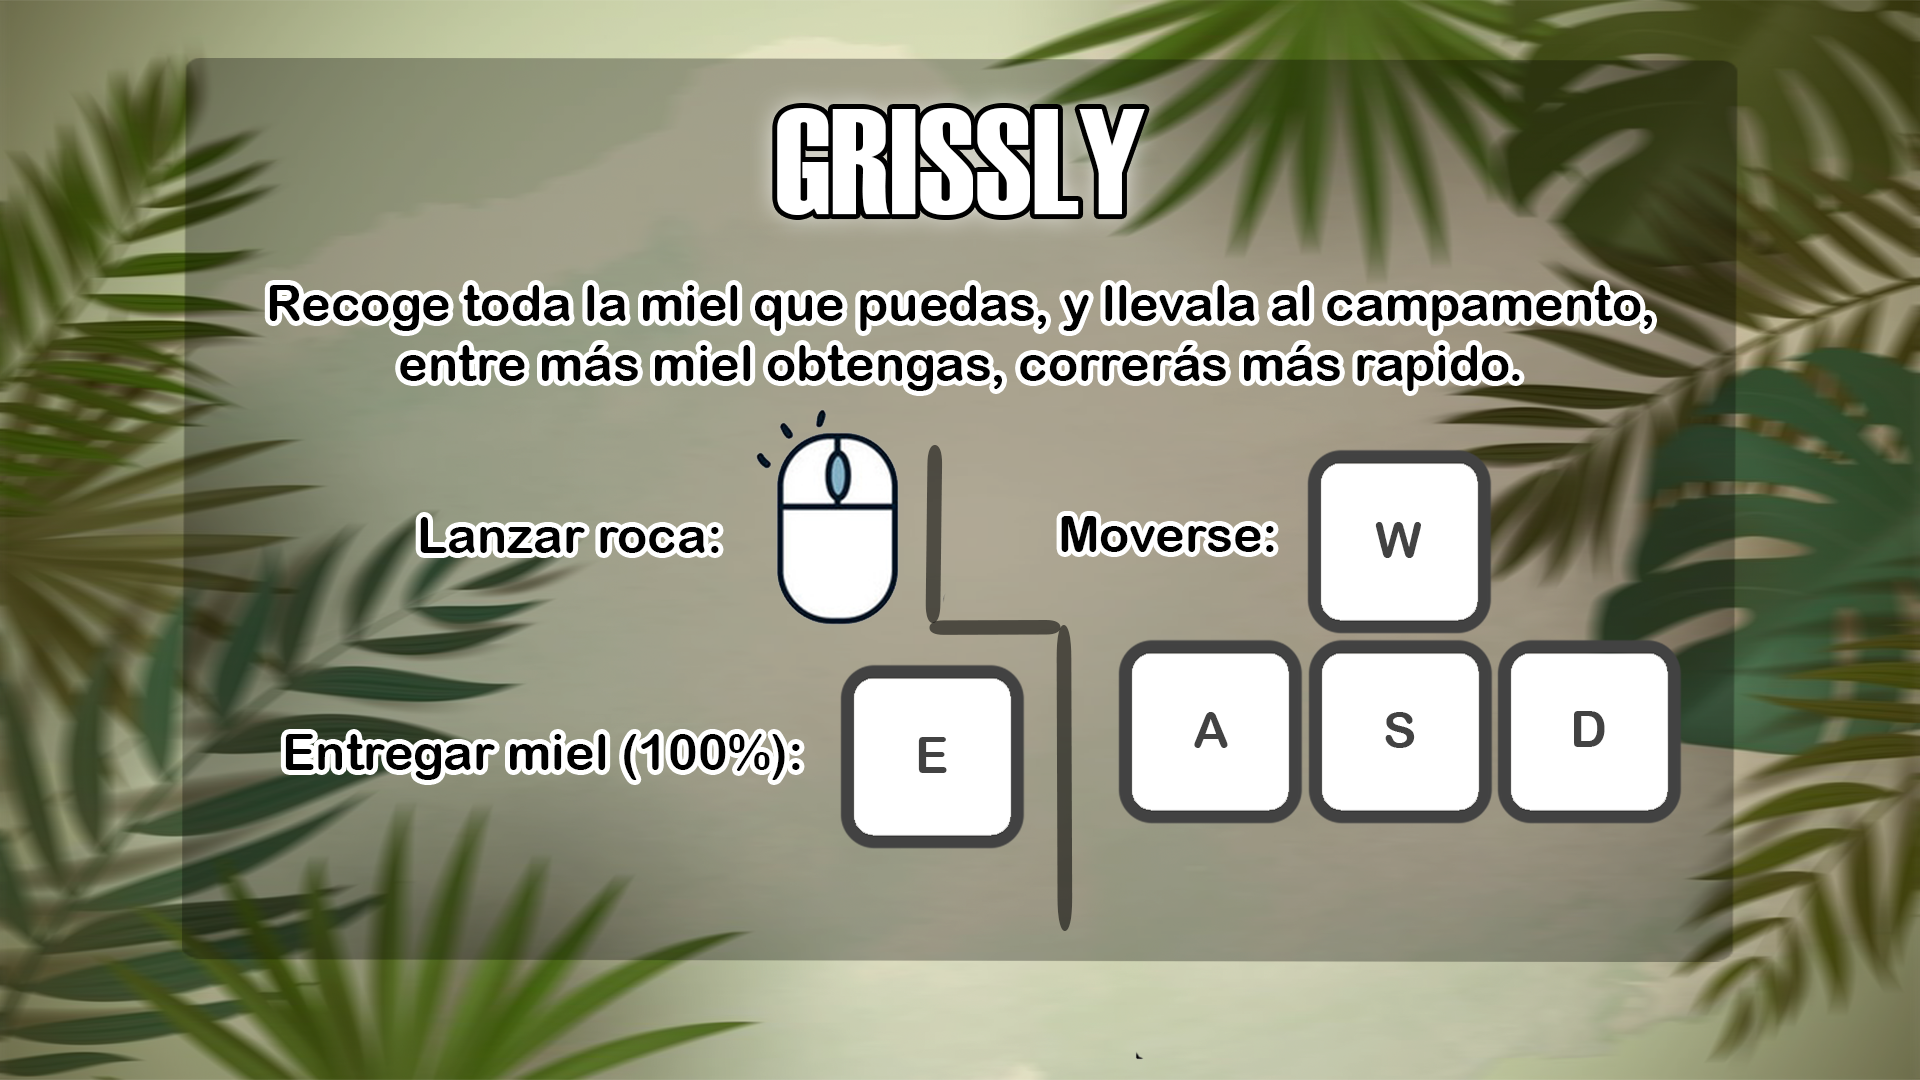 GRISSLY
Recoge toda la miel que puedas, y llevala al campamento,
entre más miel obtengas, correrás más rapido.
Lanzar roca:
Moverse:
W
Entregar miel (100%):
E
A
S
D